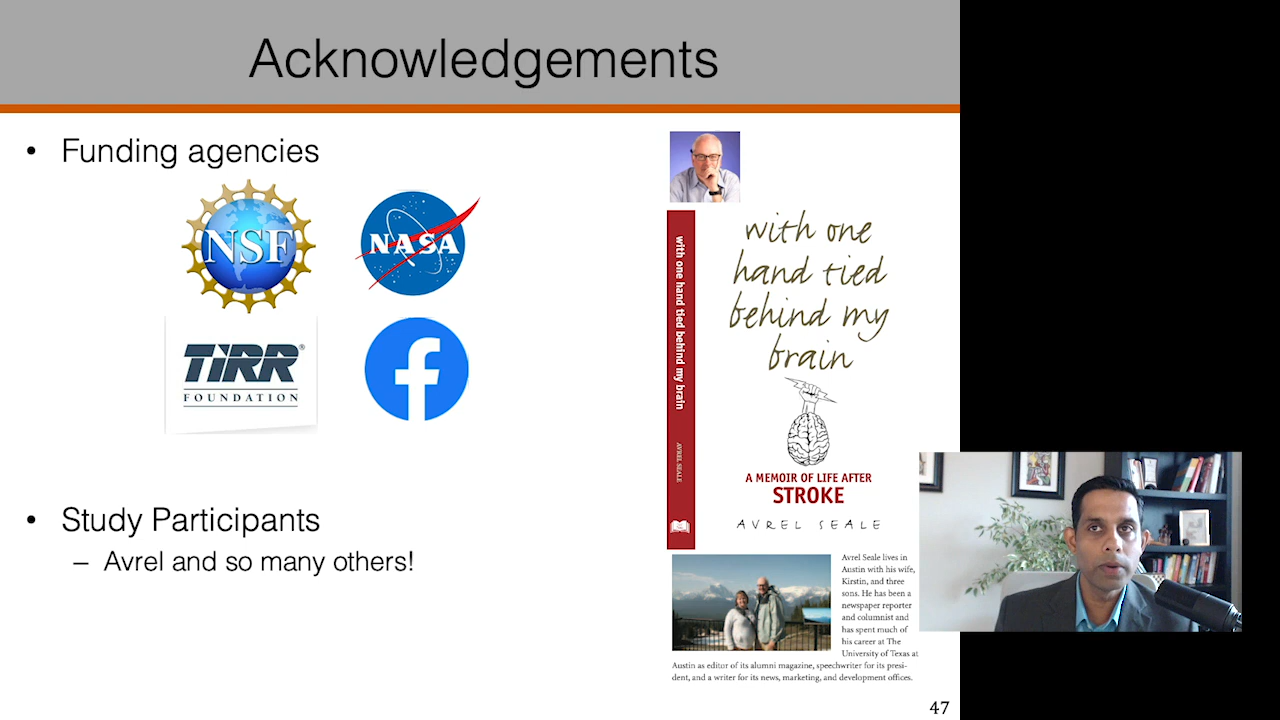 Acknowledgements
• Funding agencies
NSF
NASA
TIRR®
FOUNDATION
f
• Study Participants
– Avrel and so many others!
with one hand tied behind my brain
AVREL SEALE
with one
hand tied
behind my
brain
A MEMOIR OF LIFE AFTER
STROKE
AVREL SEALE
Avrel Seale lives in
Austin with his wife,
Kirstin, and three
sons. He has been a
newspaper reporter
and columnist and
has spent much of
his career at The
University of Texas at
Austin as editor of its alumni magazine, speechwriter for its presi-
dent, and a writer for its news, marketing, and development offices.
47